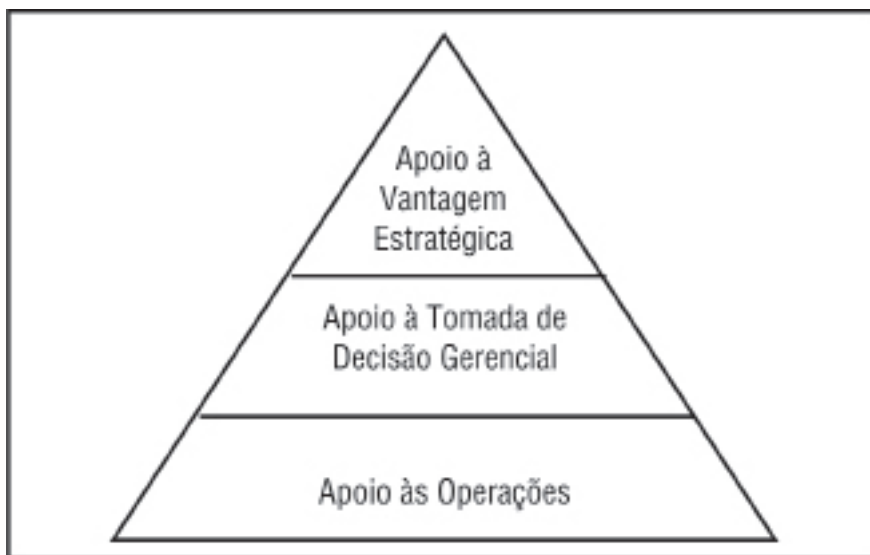 Apoio à
Vantagem
Estratégica
Apoio à Tomada de
Decisão Gerencial
Apoio às Operações